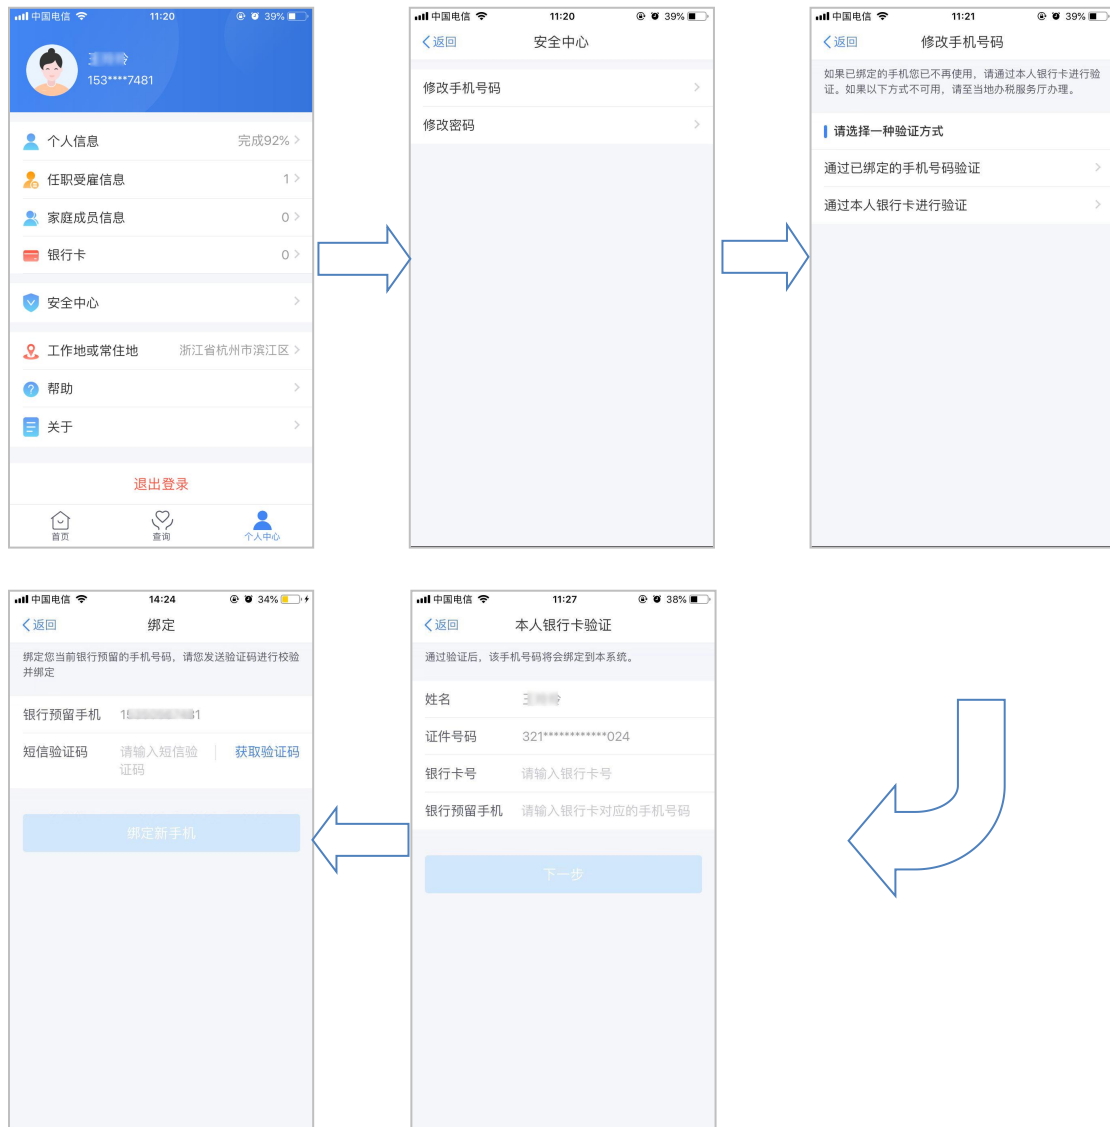 中国电信 11:20 39%
153****7481
个人信息 完成92%
任职受雇信息 1
家庭成员信息 0
银行卡 0
安全中心
工作地或常住地 浙江省杭州市滨江区
帮助
关于
退出登录
首页 查询 个人中心
中国电信 11:20 39%
返回 安全中心
修改手机号码
修改密码
中国电信 11:21 39%
返回 修改手机号码
如果已绑定的手机您已不再使用，请通过本人银行卡进行验
证。如果以下方式不可用，请至当地办税服务厅办理。
请选择一种验证方式
通过已绑定的手机号码验证
通过本人银行卡进行验证
中国电信 14:24 34%
返回 绑定
绑定您当前银行预留的手机号码，请您发送验证码进行校验
并绑定
银行预留手机
短信验证码 请输入短信验 获取验证码
证码
绑定新手机
中国电信 11:27 38%
返回 本人银行卡验证
通过验证后，该手机号码将会绑定到本系统。
姓名
证件号码 321************024
银行卡号 请输入银行卡号
银行预留手机 请输入银行卡对应的手机号码
下一步